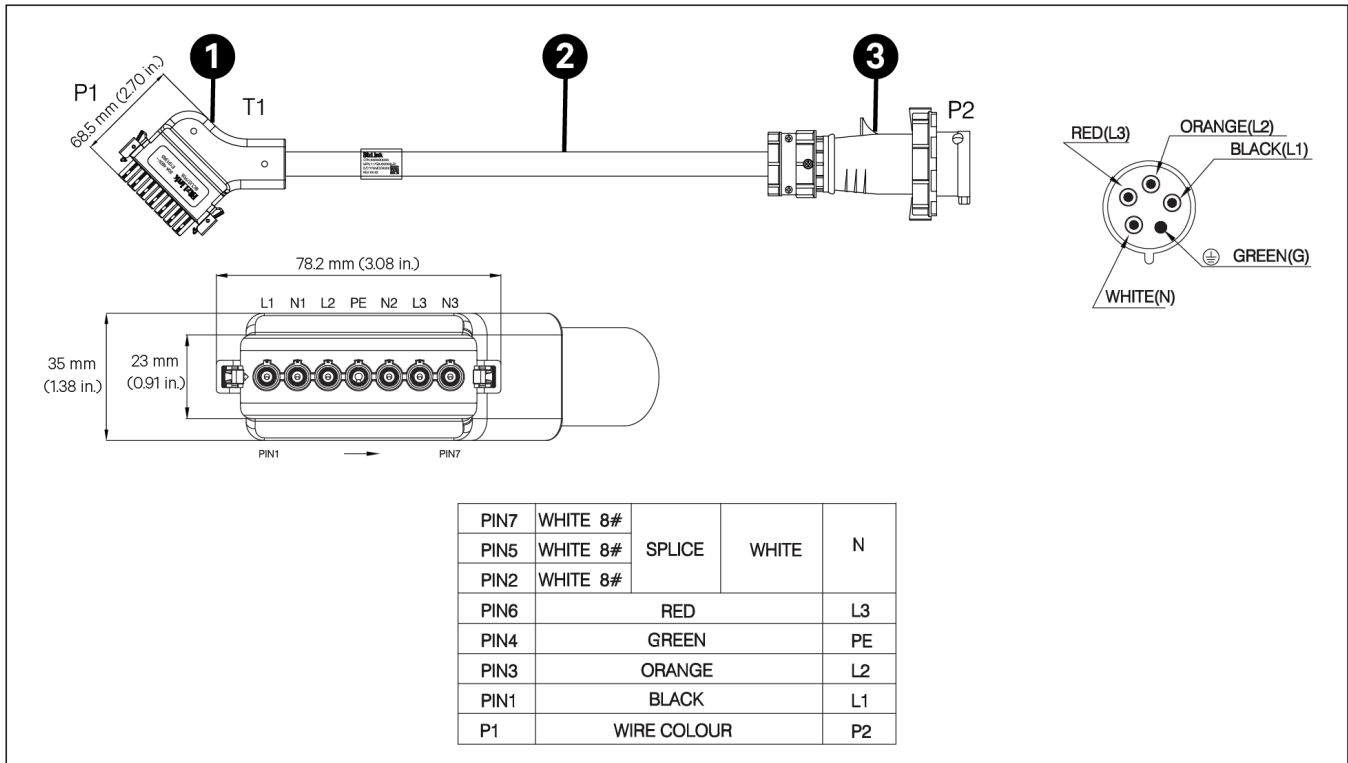 1
2
3
P1
68.5 mm (2.70 in.)
T1
P2
BizLink
RED(L3)
ORANGE(L2)
BLACK(L1)
GREEN(G)
WHITE(N)
78.2 mm (3.08 in.)
L1 N1 L2 PE N2 L3 N3
35 mm
(1.38 in.)
23 mm
(0.91 in.)
PIN1
PIN7
PIN7 WHITE 8# SPLICE WHITE N
PIN5 WHITE 8#
PIN2 WHITE 8#
PIN6 RED L3
PIN4 GREEN PE
PIN3 ORANGE L2
PIN1 BLACK L1
P1 WIRE COLOUR P2